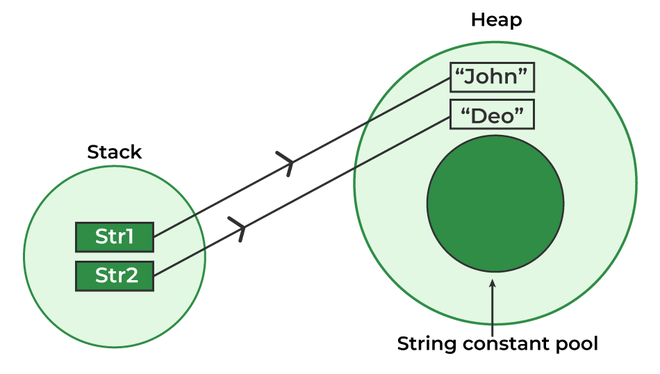 Heap
“John”
“Deo”
Stack
Str1
Str2
String constant pool